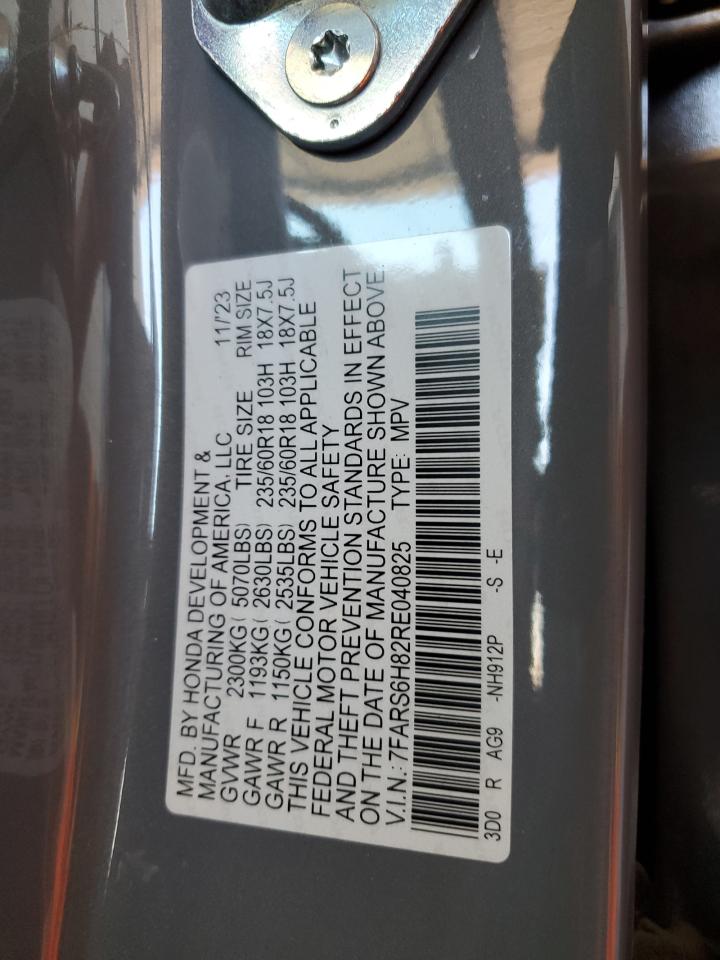 MFD. BY HONDA DEVELOPMENT &
MANUFACTURING OF AMERICA, LLC 11/'23
GVWR 2300KG( 5070LBS) TIRE SIZE RIM SIZE
GAWR F 1193KG( 2630LBS) 235/60R18 103H 18X7.5J
GAWR R 1150KG( 2535LBS) 235/60R18 103H 18X7.5J
THIS VEHICLE CONFORMS TO ALL APPLICABLE
FEDERAL MOTOR VEHICLE SAFETY
AND THEFT PREVENTION STANDARDS IN EFFECT
ON THE DATE OF MANUFACTURE SHOWN ABOVE.
V.I.N.: 7FARS6H82RE040825 TYPE: MPV
3D0 R AG9 -NH912P -S -E